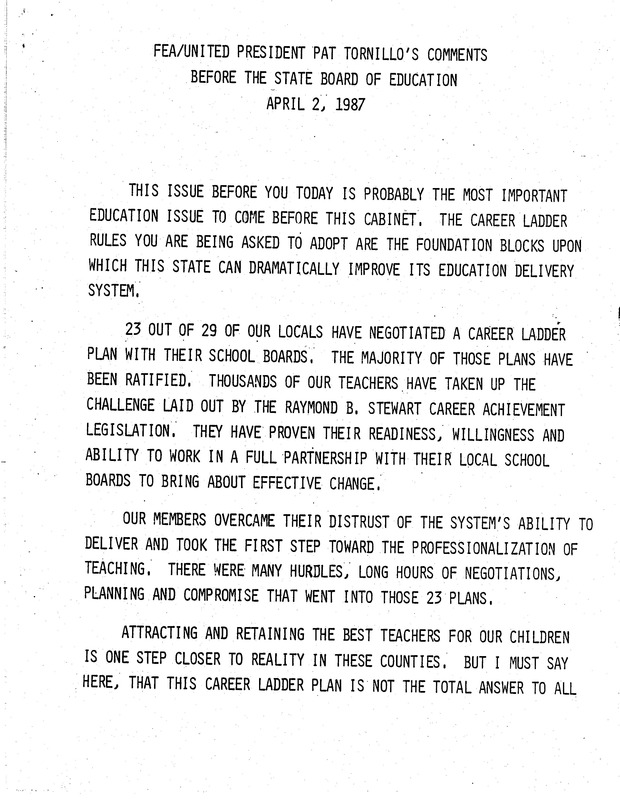 FEA/UNITED PRESIDENT PAT TORNILLO'S COMMENTS
BEFORE THE STATE BOARD OF EDUCATION
APRIL 2, 1987
THIS ISSUE BEFORE YOU TODAY IS PROBABLY THE MOST IMPORTANT
EDUCATION ISSUE TO COME BEFORE THIS CABINET. THE CAREER LADDER
RULES YOU ARE BEING ASKED TO ADOPT ARE THE FOUNDATION BLOCKS UPON
WHICH THIS STATE CAN DRAMATICALLY IMPROVE ITS EDUCATION DELIVERY
SYSTEM.
23 OUT OF 29 OF OUR LOCALS HAVE NEGOTIATED A CAREER LADDER
PLAN WITH THEIR SCHOOL BOARDS. THE MAJORITY OF THOSE PLANS HAVE
BEEN RATIFIED. THOUSANDS OF OUR TEACHERS HAVE TAKEN UP THE
CHALLENGE LAID OUT BY THE RAYMOND B. STEWART CAREER ACHIEVEMENT
LEGISLATION. THEY HAVE PROVEN THEIR READINESS, WILLINGNESS AND
ABILITY TO WORK IN A FULL PARTNERSHIP WITH THEIR LOCAL SCHOOL
BOARDS TO BRING ABOUT EFFECTIVE CHANGE.
OUR MEMBERS OVERCAME THEIR DISTRUST OF THE SYSTEM'S ABILITY TO
DELIVER AND TOOK THE FIRST STEP TOWARD THE PROFESSIONALIZATION OF
TEACHING. THERE WERE MANY HURDLES, LONG HOURS OF NEGOTIATIONS,
PLANNING AND COMPROMISE THAT WENT INTO THOSE 23 PLANS.
ATTRACTING AND RETAINING THE BEST TEACHERS FOR OUR CHILDREN
IS ONE STEP CLOSER TO REALITY IN THESE COUNTIES. BUT I MUST SAY
HERE, THAT THIS CAREER LADDER PLAN IS NOT THE TOTAL ANSWER TO ALL